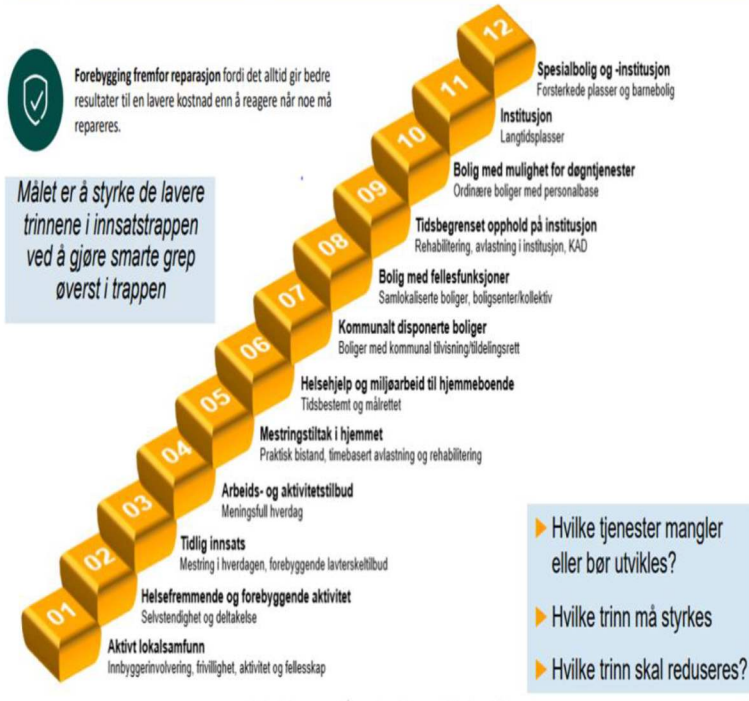 Forebygging fremfor reparasjon fordi det alltid gir bedre
resultater til en lavere kostnad enn å reagere når noe må
repareres.
Målet er å styrke de lavere
trinnene i innsatstrappen
ved å gjøre smarte grep
øverst i trappen
12
Spesialbolig og -institusjon
Forsterkede plasser og barnebolig
11
Institusjon
Langtidsplasser
10
Bolig med mulighet for døgntjenester
Ordinære boliger med personalbase
09
Tidsbegrenset opphold på institusjon
Rehabilitering, avlastning i institusjon, KAD
08
Bolig med fellesfunksjoner
Samlokaliserte boliger, boligsenter/kollektiv
07
Kommunalt disponerte boliger
Boliger med kommunal tilvisning/tildelingsrett
06
Helsehjelp og miljøarbeid til hjemmeboende
Tidsbestemt og målrettet
05
Mestringstiltak i hjemmet
Praktisk bistand, timebasert avlastning og rehabilitering
04
Arbeids- og aktivitetstilbud
Meningsfull hverdag
03
Tidlig innsats
Mestring i hverdagen, forebyggende lavterskeltilbud
02
Helsefremmende og forebyggende aktivitet
Selvstendighet og deltakelse
01
Aktivt lokalsamfunn
Innbyggerinvolvering, frivillighet, aktivitet og fellesskap
Hvilke tjenester mangler
eller bør utvikles?
Hvilke trinn må styrkes
Hvilke trinn skal reduseres?